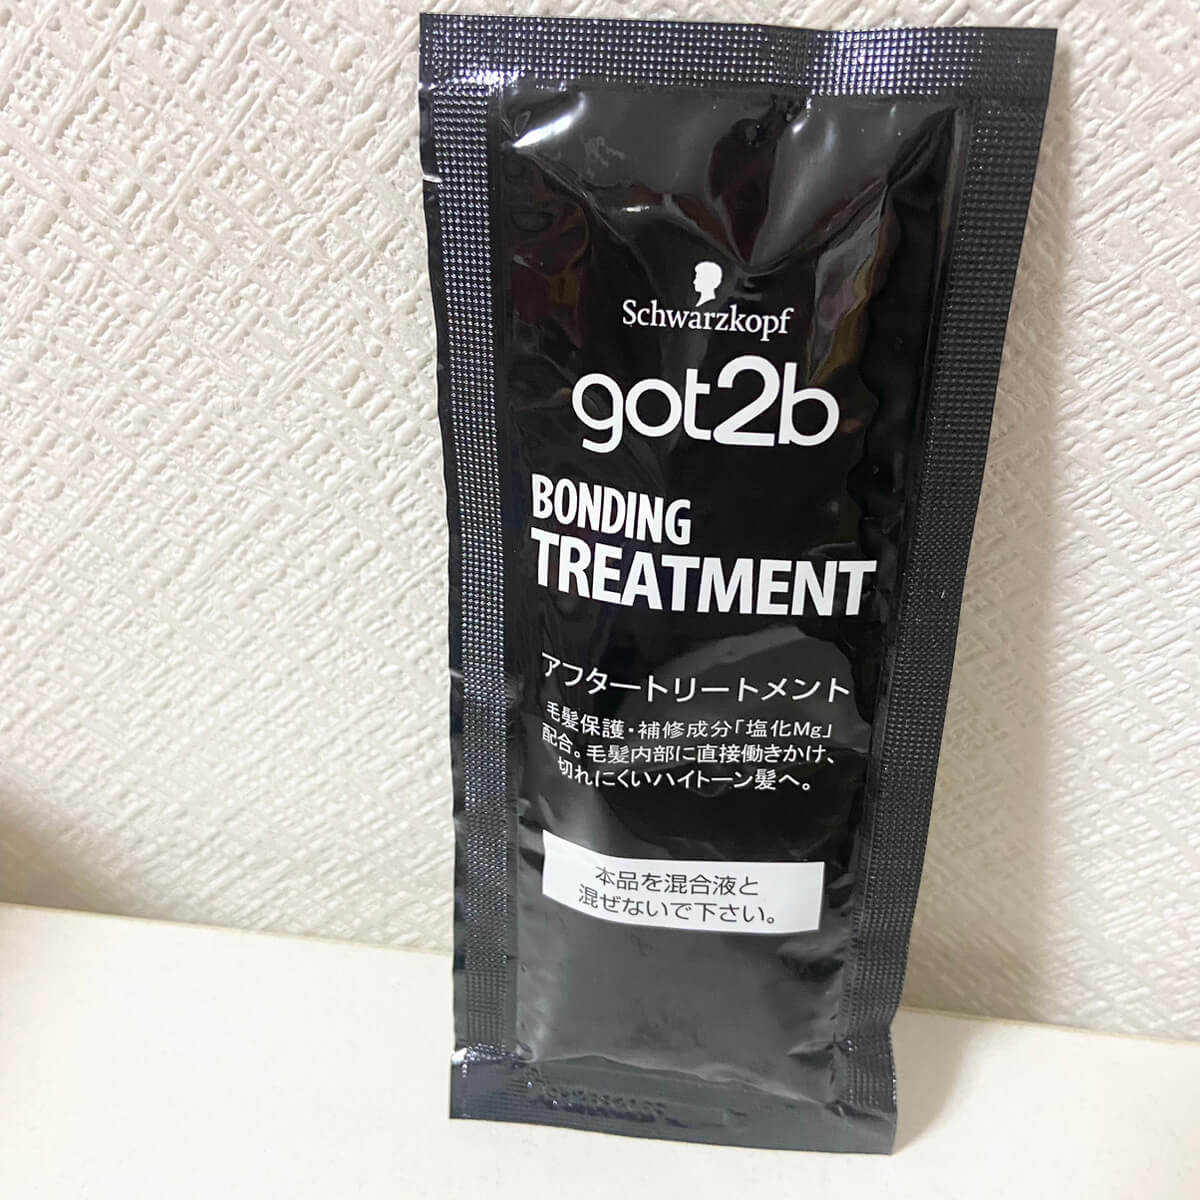 Schwarzkopf
got2b
BONDING
TREATMENT
アフタートリートメント
毛髪保護・補修成分「塩化Mg」
配合。毛髪内部に直接働きかけ、
切れにくいハイトーン髪へ。
本品を混合液と
混ぜないで下さい。